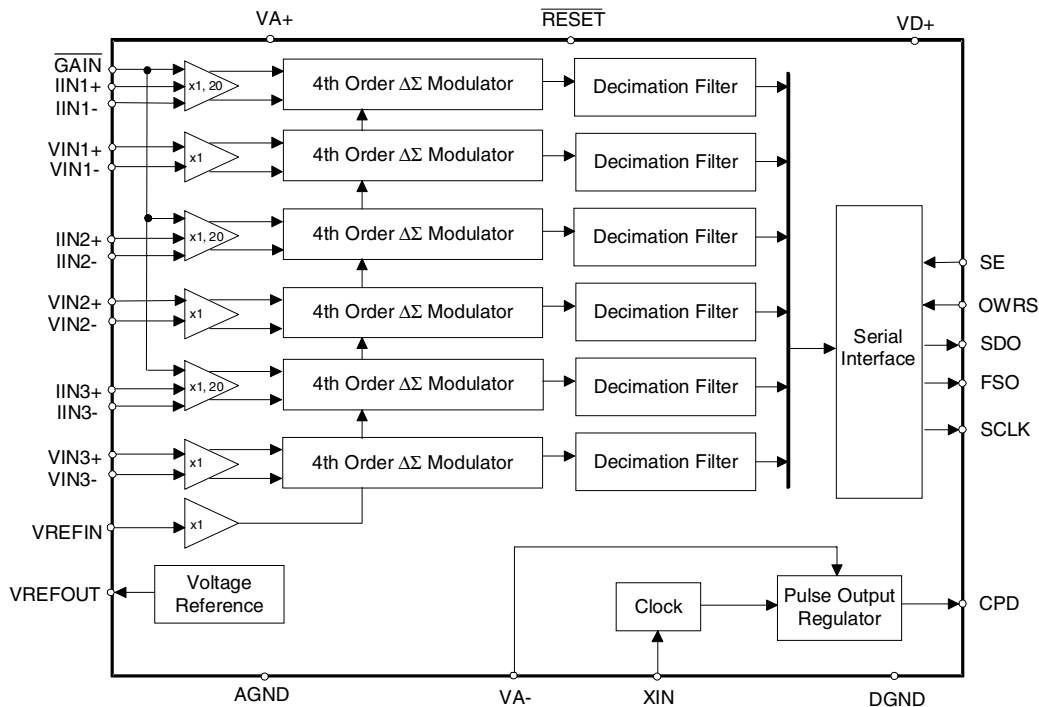 VA+
RESET
VD+
GAIN
IIN1+
IIN1-
x1, 20
4th Order ΔΣ Modulator
Decimation Filter
VIN1+
VIN1-
x1
4th Order ΔΣ Modulator
Decimation Filter
IIN2+
IIN2-
x1, 20
4th Order ΔΣ Modulator
Decimation Filter
VIN2+
VIN2-
x1
4th Order ΔΣ Modulator
Decimation Filter
IIN3+
IIN3-
x1, 20
4th Order ΔΣ Modulator
Decimation Filter
VIN3+
VIN3-
x1
4th Order ΔΣ Modulator
Decimation Filter
Serial
Interface
SE
OWRS
SDO
FSO
SCLK
VREFIN
x1
VREFOUT
Voltage
Reference
Clock
Pulse Output
Regulator
CPD
AGND
VA-
XIN
DGND